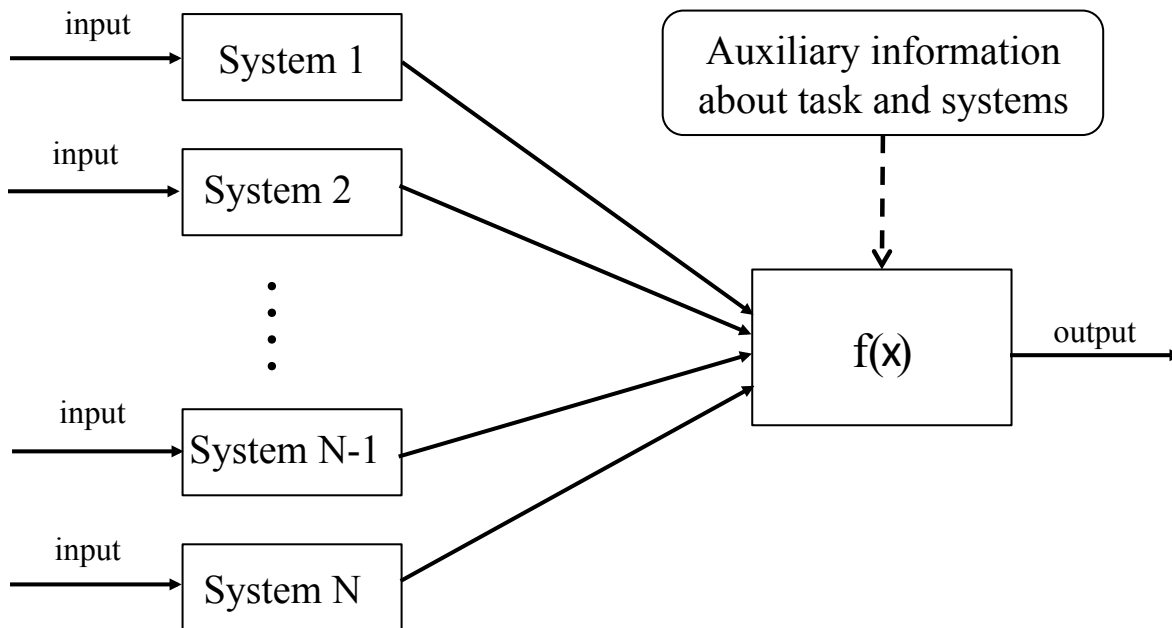 input
System 1
Auxiliary information
about task and systems
input
System 2
f(x)
output
input
System N-1
input
System N